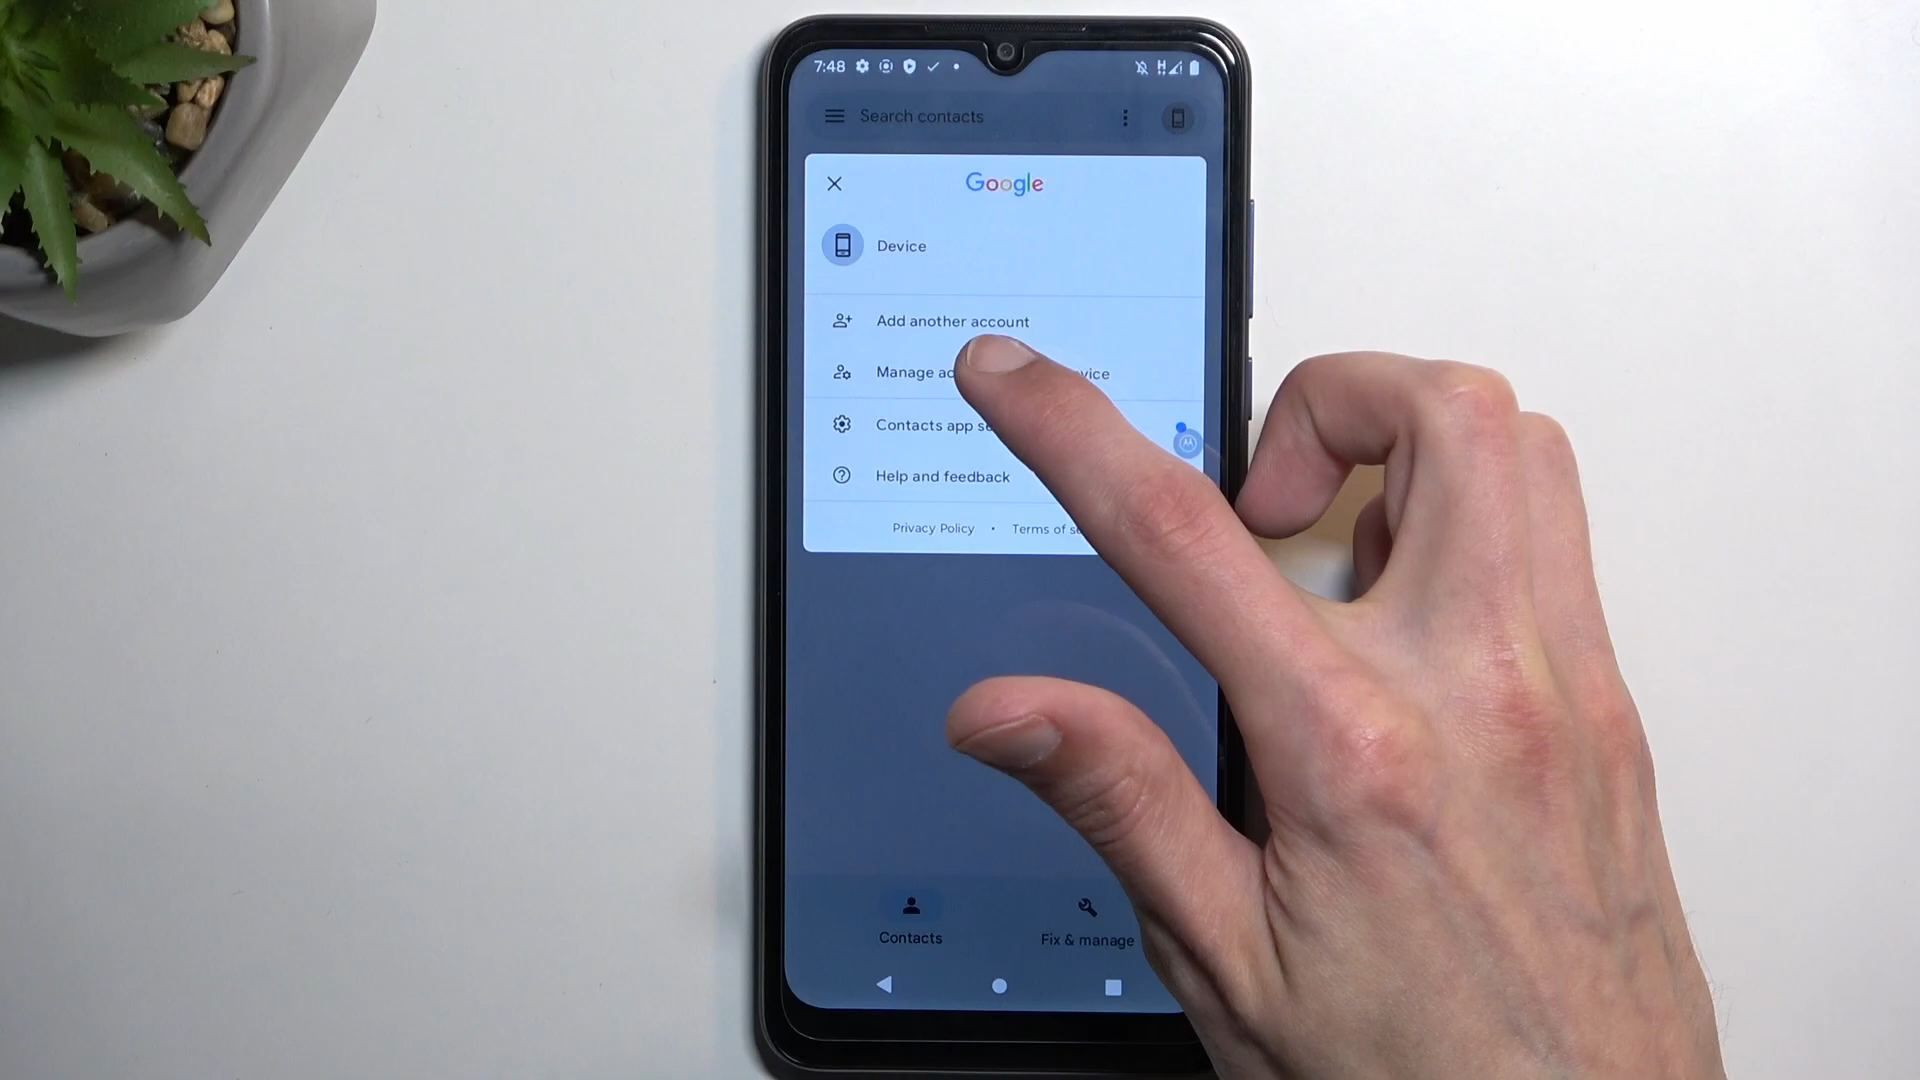 7:48
Search contacts
Google
Device
Add another account
Manage vice
Contacts app
Help and feedback
Privacy Policy • Terms of
Contacts
Fix & manage